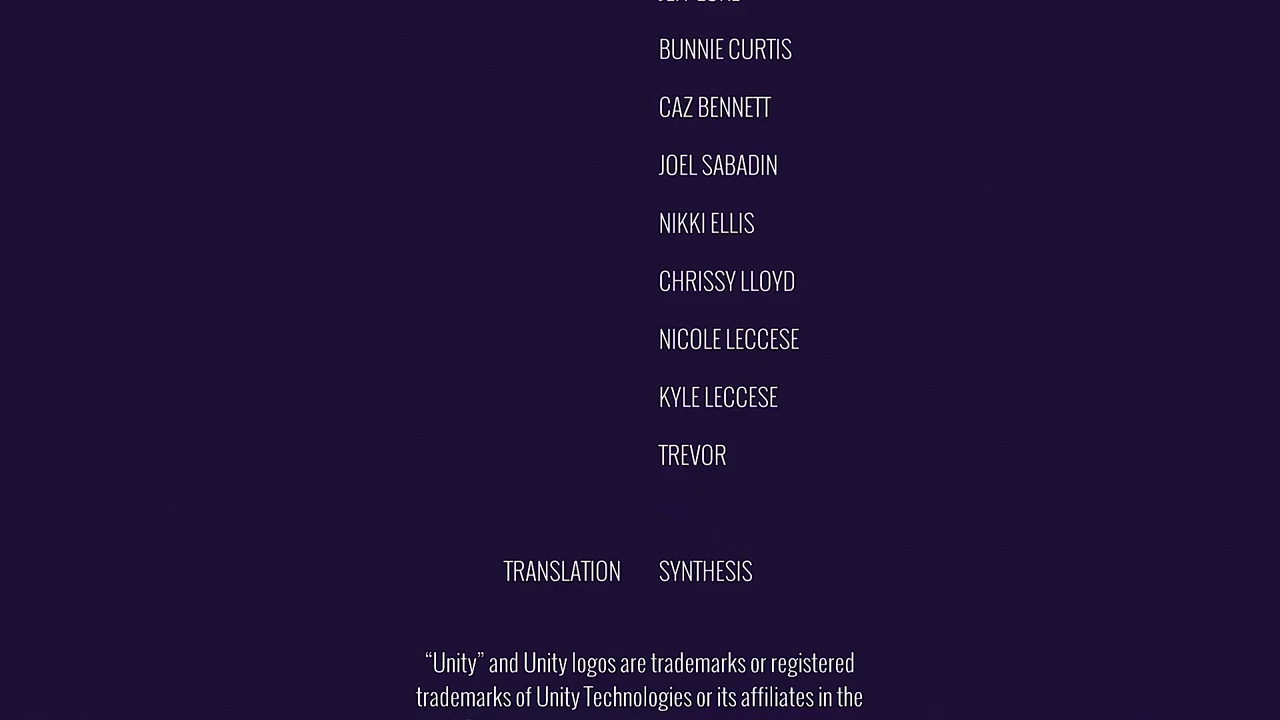 BUNNIE CURTIS
CAZ BENNETT
JOEL SABADIN
NIKKI ELLIS
CHRISSY LLOYD
NICOLE LECCESE
KYLE LECCESE
TREVOR
TRANSLATION SYNTHESIS
“Unity” and Unity logos are trademarks or registered
trademarks of Unity Technologies or its affiliates in the